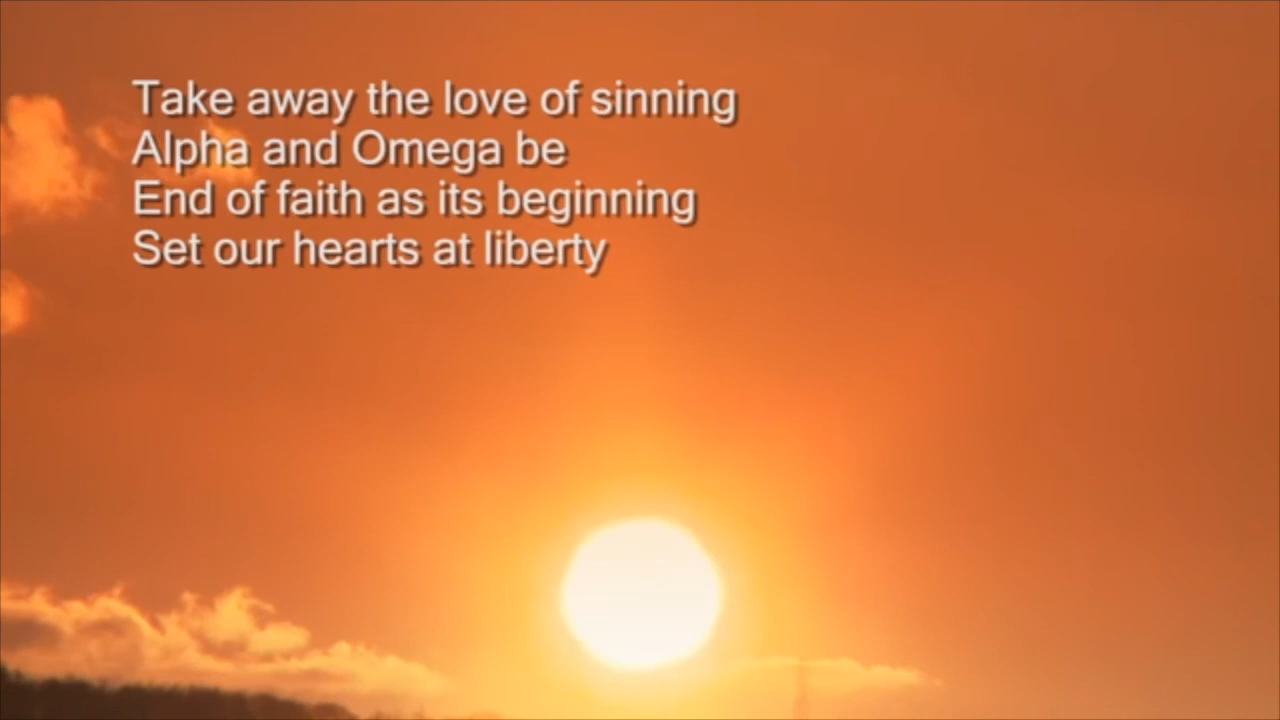 Take away the love of sinning
Alpha and Omega be
End of faith as its beginning
Set our hearts at liberty